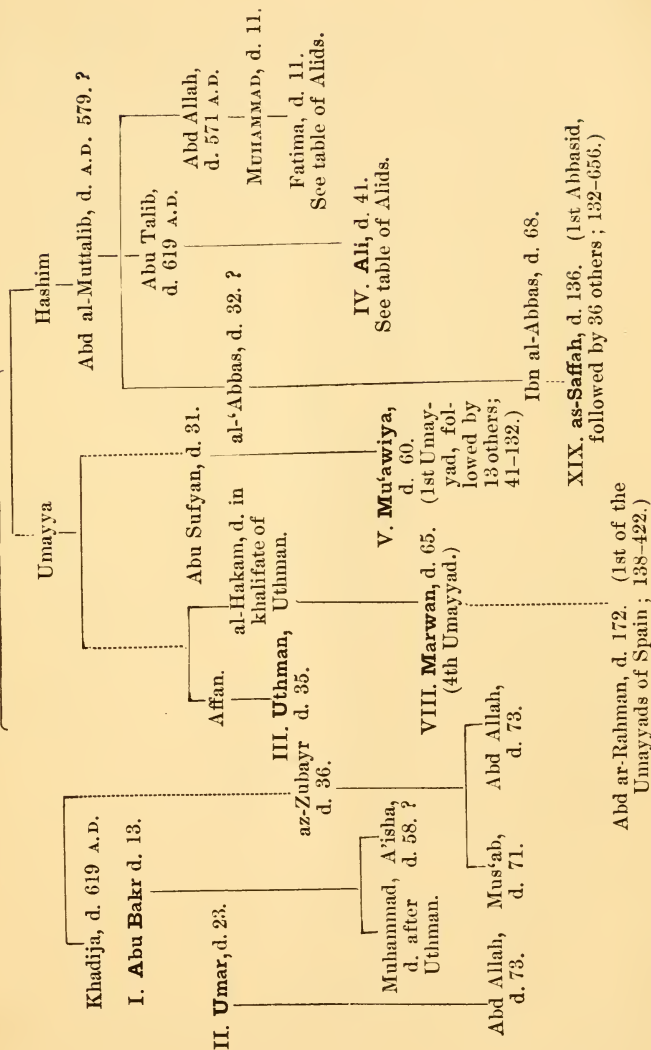 Hashim
Umayya
Abd al-Muttalib, d. A.D. 579. ?
Abu Talib,
d. 619 A.D.
Abd Allah,
d. 571 A.D.
MUHAMMAD, d. 11.
Fatima, d. 11.
See table of Alids.
IV. Ali, d. 41.
See table of Alids.
al-‘Abbas, d. 32. ?
Ibn al-Abbas, d. 68.
XIX. as-Saffah, d. 136. (1st Abbasid,
followed by 36 others; 132–656.)
Abu Sufyan, d. 31.
V. Mu‘awiya,
d. 60.
(1st Umay-
yad, fol-
lowed by
13 others;
41–132.)
Affan.
al-Hakam, d. in
khalifate of
Uthman.
III. Uthman,
d. 35.
VIII. Marwan, d. 65.
(4th Umayyad.)
Abd ar-Rahman, d. 172. (1st of the
Umayyads of Spain; 138–422.)
Khadija, d. 619 A.D.
az-Zubayr
d. 36.
Mus‘ab,
d. 71.
Abd Allah,
d. 73.
I. Abu Bakr d. 13.
Muhammad,
d. after
Uthman.
A’isha,
d. 58. ?
II. Umar, d. 23.
Abd Allah,
d. 73.